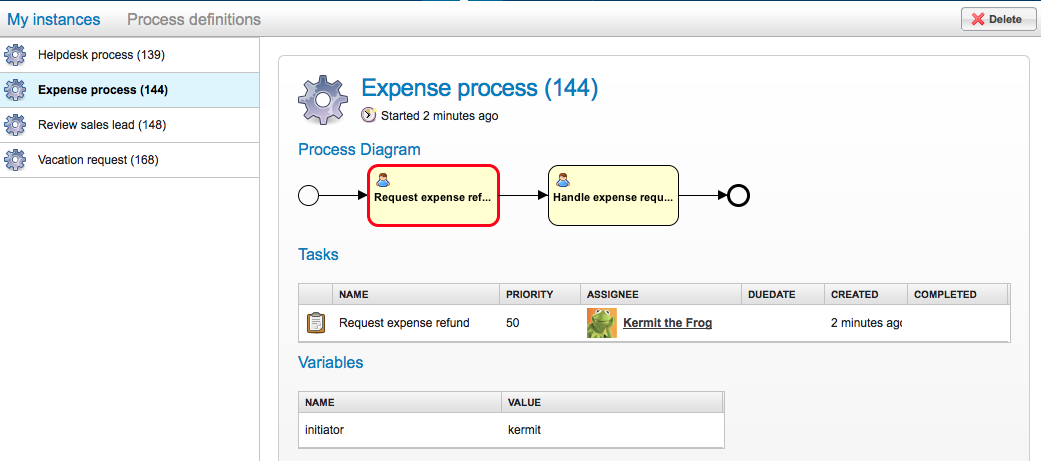 My instances Process definitions Delete
Helpdesk process (139)
Expense process (144)
Review sales lead (148)
Vacation request (168)
Expense process (144)
Started 2 minutes ago
Process Diagram
Request expense ref... Handle expense requ...
Tasks
NAME PRIORITY ASSIGNEE DUEDATE CREATED COMPLETED
Request expense refund 50 Kermit the Frog 2 minutes ago
Variables
NAME VALUE
initiator kermit